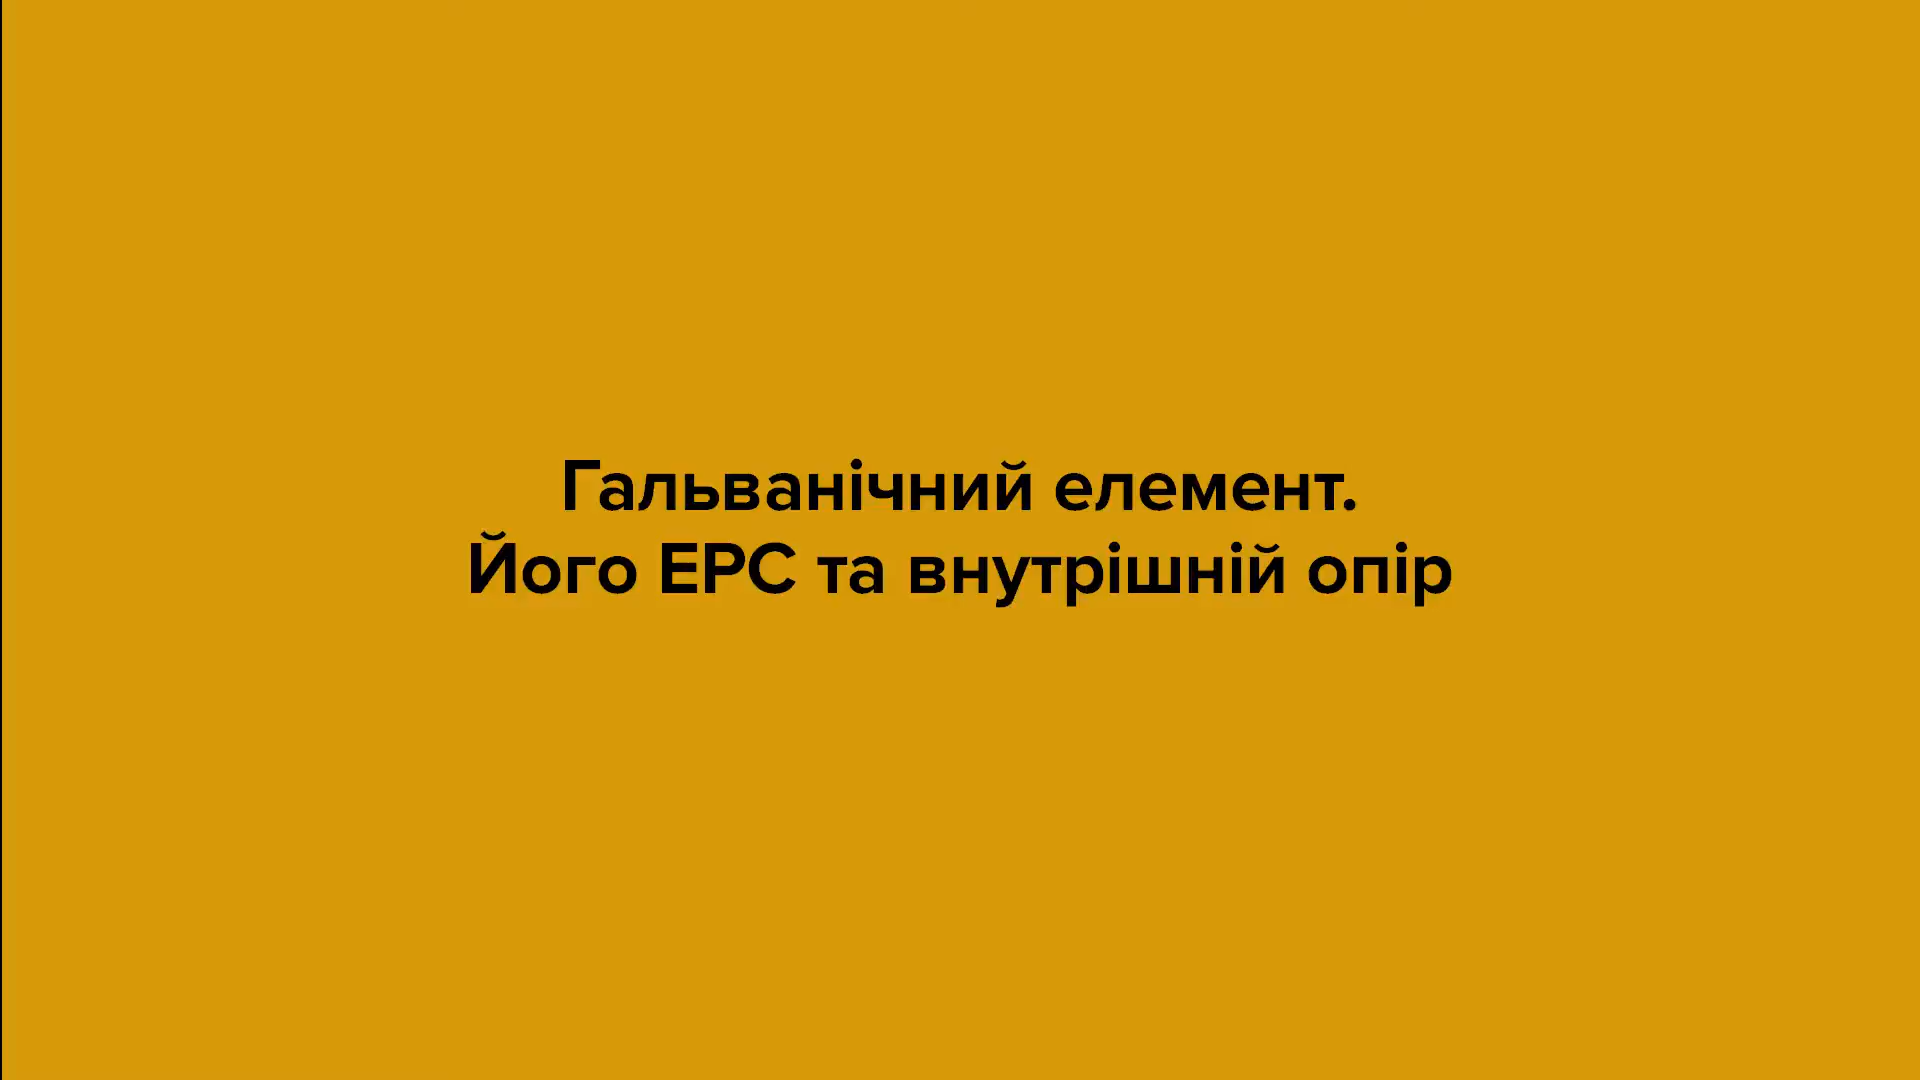 Гальванічний елемент.
Його ЕРС та внутрішній опір